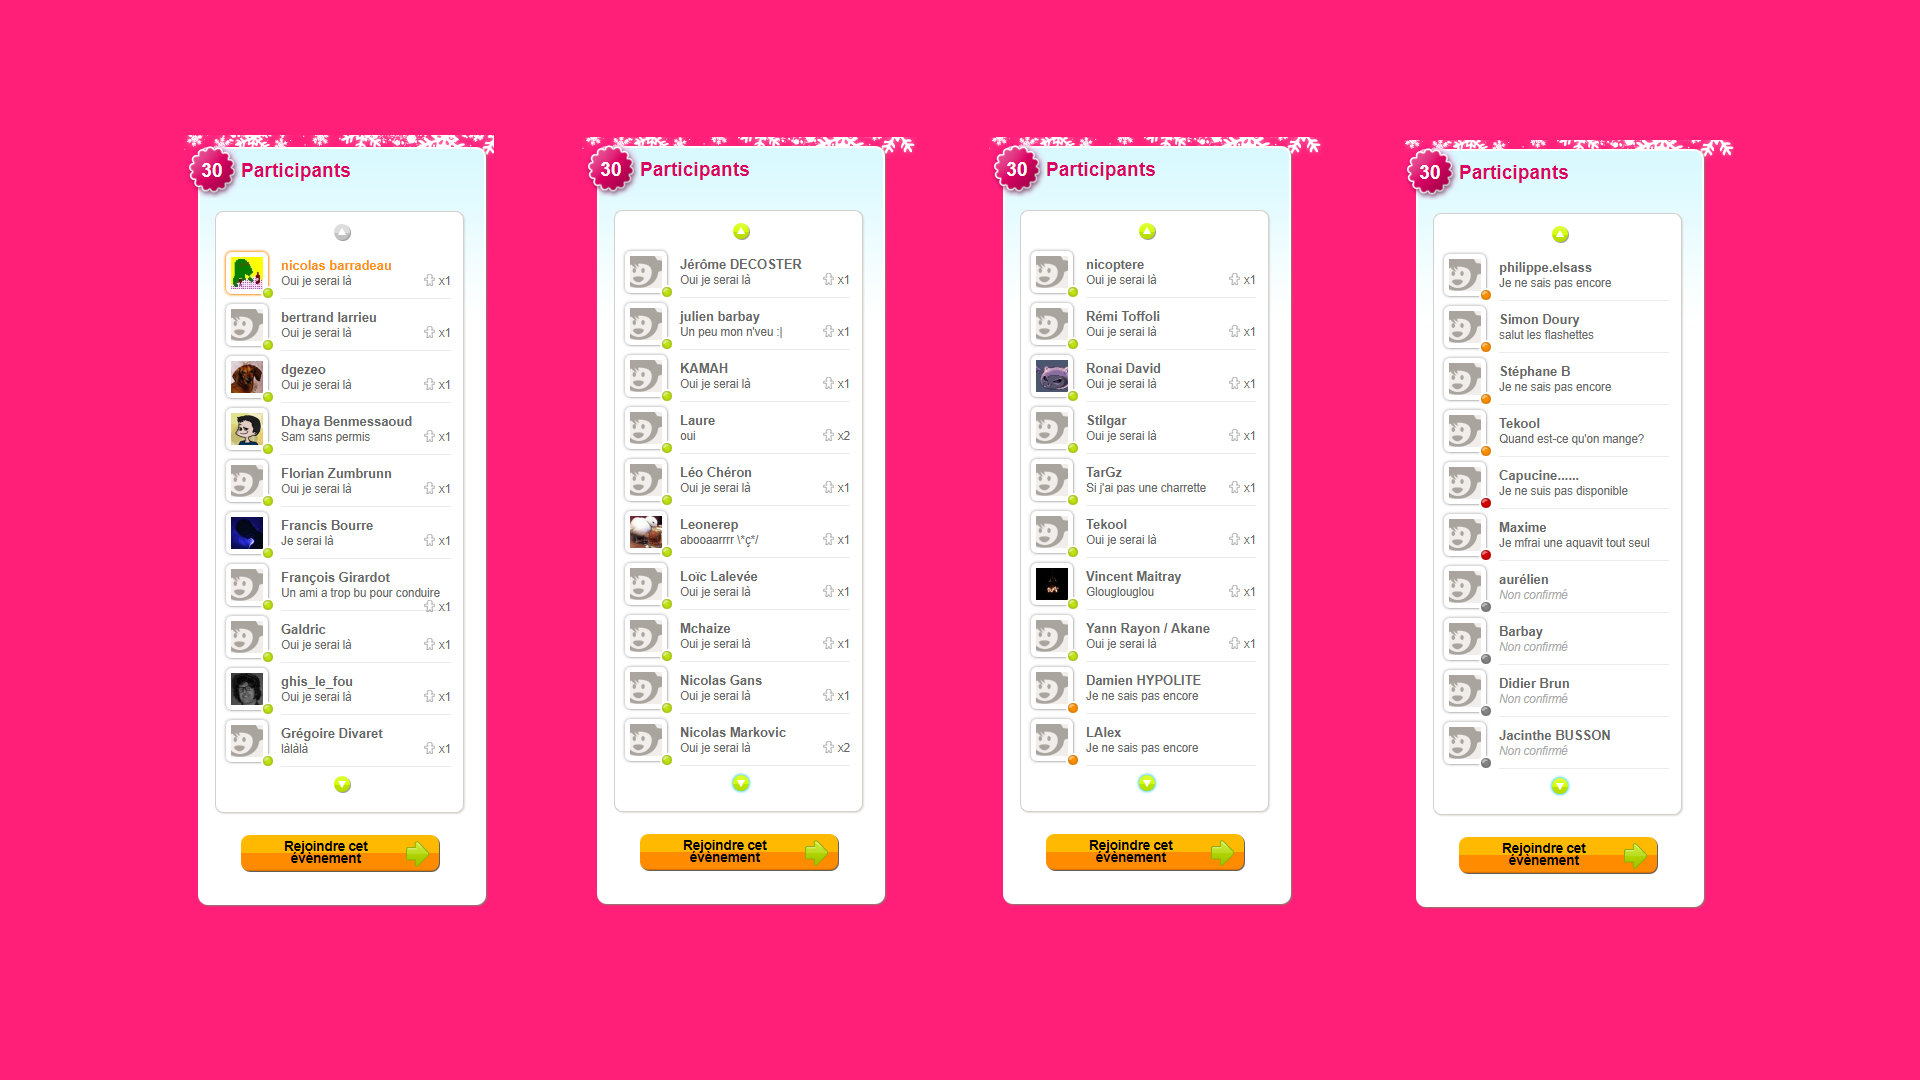 30 Participants
nicolas barradeau
Oui je serai là x1
bertrand larrieu
Oui je serai là x1
dgezeo
Oui je serai là x1
Dhaya Benmessaoud
Sam sans permis x1
Florian Zumbrunn
Oui je serai là x1
Francis Bourre
Je serai là x1
François Girardot
Un ami a trop bu pour conduire
x1
Galdric
Oui je serai là x1
ghis_le_fou
Oui je serai là x1
Grégoire Divaret
làlàlà x1
Rejoindre cet
évènement
30 Participants
Jérôme DECOSTER
Oui je serai là x1
julien barbay
Un peu mon n'veu :| x1
KAMAH
Oui je serai là x1
Laure
oui x2
Léo Chéron
Oui je serai là x1
Leonerep
abooaarrrr \*ç*/ x1
Loïc Lalevée
Oui je serai là x1
Mchaize
Oui je serai là x1
Nicolas Gans
Oui je serai là x1
Nicolas Markovic
Oui je serai là x2
Rejoindre cet
évènement
30 Participants
nicoptere
Oui je serai là x1
Rémi Toffoli
Oui je serai là x1
Ronai David
Oui je serai là x1
Stilgar
Oui je serai là x1
TarGz
Si j'ai pas une charrette x1
Tekool
Oui je serai là x1
Vincent Maitray
Glouglouglou x1
Yann Rayon / Akane
Oui je serai là x1
Damien HYPOLITE
Je ne sais pas encore
LAlex
Je ne sais pas encore
Rejoindre cet
évènement
30 Participants
philippe.elsass
Je ne sais pas encore
Simon Doury
salut les flashettes
Stéphane B
Je ne sais pas encore
Tekool
Quand est-ce qu'on mange?
Capucine......
Je ne suis pas disponible
Maxime
Je mfrai une aquavit tout seul
aurélien
Non confirmé
Barbay
Non confirmé
Didier Brun
Non confirmé
Jacinthe BUSSON
Non confirmé
Rejoindre cet
évènement